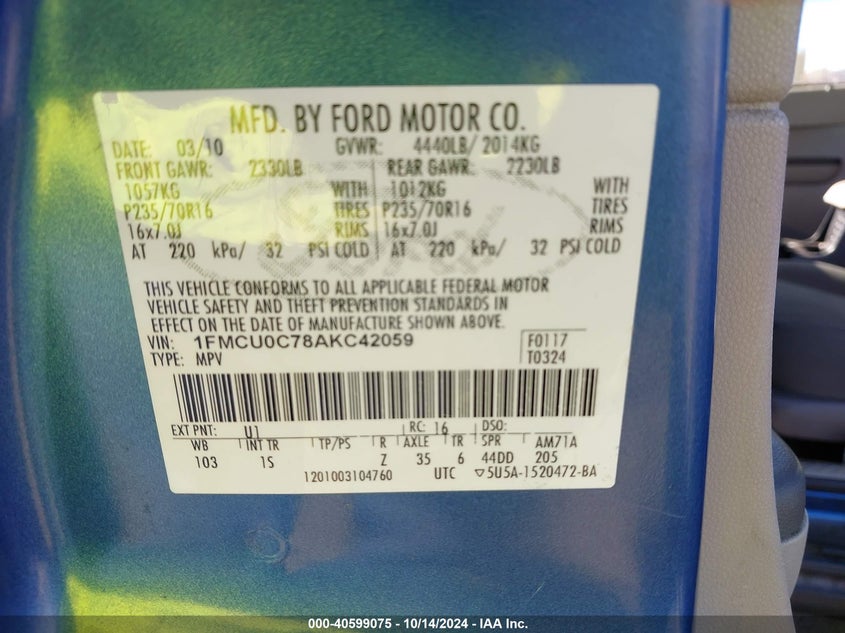 MFD. BY FORD MOTOR CO.
DATE: 03/10 GVWR: 4440LB/ 2014KG
FRONT GAWR: 2330LB REAR GAWR: 2230LB
1057KG WITH 1012KG WITH
P235/70R16 TIRES P235/70R16 TIRES
16x7.0J RIMS 16x7.0J RIMS
AT 220 kPa/ 32 PSI COLD AT 220 kPa/ 32 PSI COLD
THIS VEHICLE CONFORMS TO ALL APPLICABLE FEDERAL MOTOR
VEHICLE SAFETY AND THEFT PREVENTION STANDARDS IN
EFFECT ON THE DATE OF MANUFACTURE SHOWN ABOVE.
VIN: 1FMCU0C78AKC42059 F0117
TYPE: MPV T0324
EXT PNT: U1 RC: 16 DSO:
WB INT TR TP/PS R AXLE TR SPR AM71A
103 1S Z 35 6 44DD 205
1201003104760 UTC ▽5U5A-1520472-BA
000-40599075 - 10/14/2024 - IAA Inc.